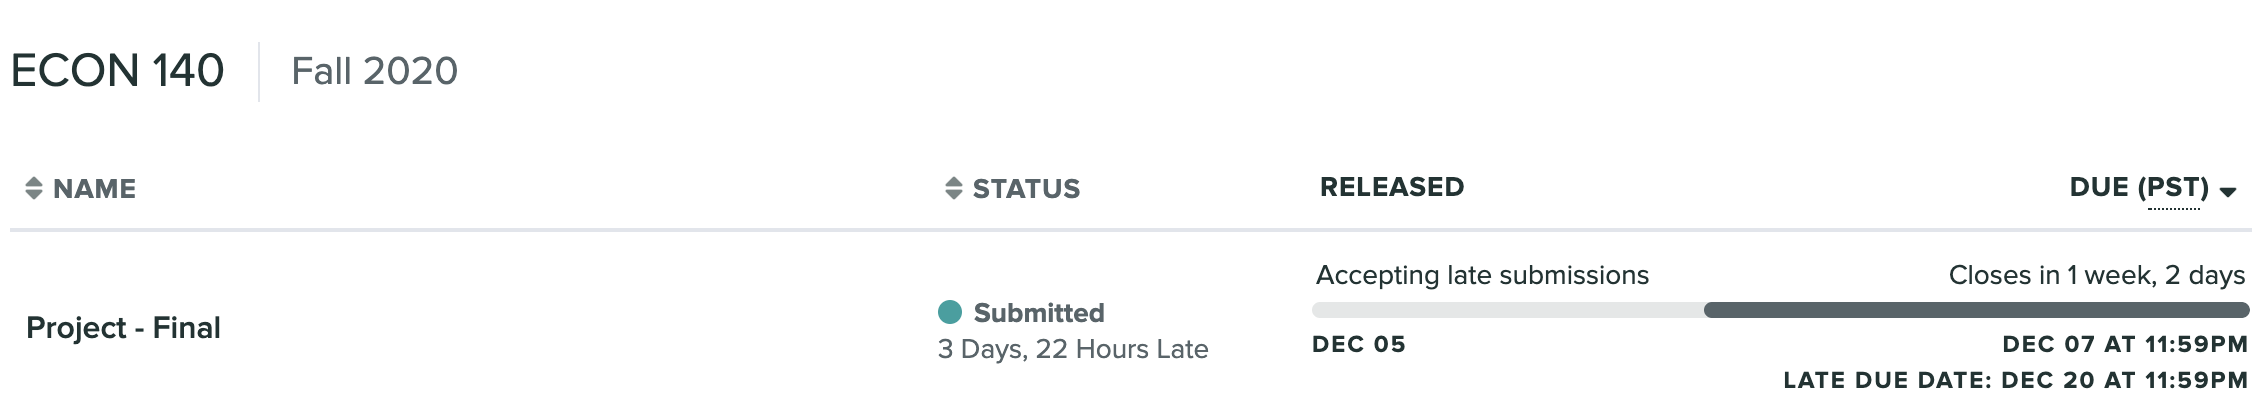 ECON 140 Fall 2020
NAME STATUS RELEASED DUE (PST)
Accepting late submissions Closes in 1 week, 2 days
Project - Final Submitted
3 Days, 22 Hours Late
DEC 05 DEC 07 AT 11:59PM
LATE DUE DATE: DEC 20 AT 11:59PM